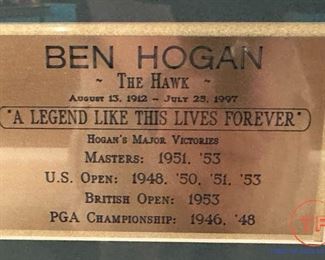 BEN HOGAN
~ THE HAWK ~
AUGUST 13, 1912 ~ JULY 25, 1997
"A LEGEND LIKE THIS LIVES FOREVER"
HOGAN'S MAJOR VICTORIES
MASTERS: 1951, '53
U.S. OPEN: 1948, '50, '51, '53
BRITISH OPEN: 1953
PGA CHAMPIONSHIP: 1946, '48